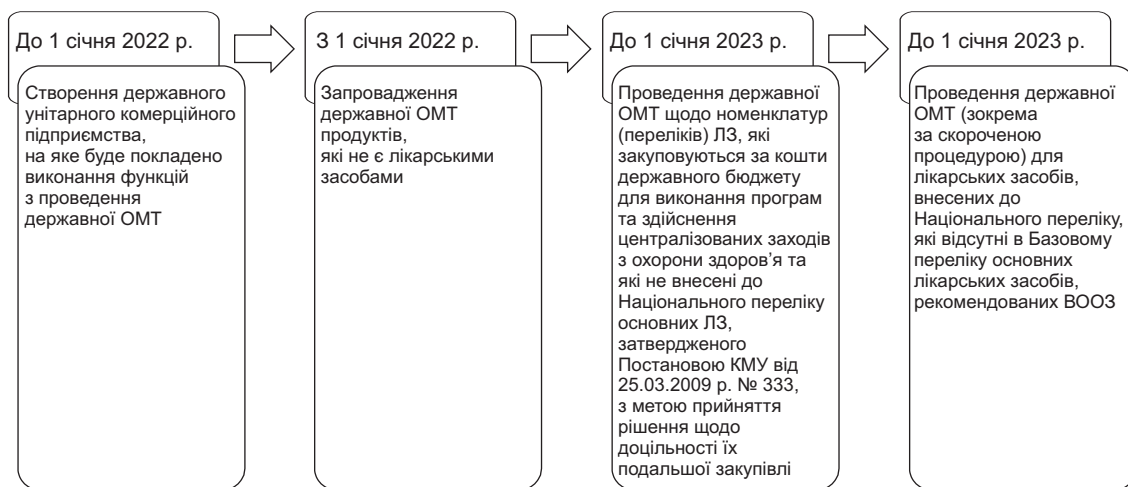 До 1 січня 2022 р.
Створення державного
унітарного комерційного
підприємства,
на яке буде покладено
виконання функцій
з проведення
державної ОМТ
З 1 січня 2022 р.
Запровадження
державної ОМТ
продуктів,
які не є лікарськими
засобами
До 1 січня 2023 р.
Проведення державної
ОМТ щодо номенклатур
(переліків) ЛЗ, які
закуповуються за кошти
державного бюджету
для виконання програм
та здійснення
централізованих заходів
з охорони здоров’я та
які не внесені до
Національного переліку
основних ЛЗ,
затвердженого
Постановою КМУ від
25.03.2009 р. № 333,
з метою прийняття
рішення щодо
доцільності їх
подальшої закупівлі
До 1 січня 2023 р.
Проведення державної
ОМТ (зокрема
за скороченою
процедурою) для
лікарських засобів,
внесених до
Національного переліку,
які відсутні в Базовому
переліку основних
лікарських засобів,
рекомендованих ВООЗ